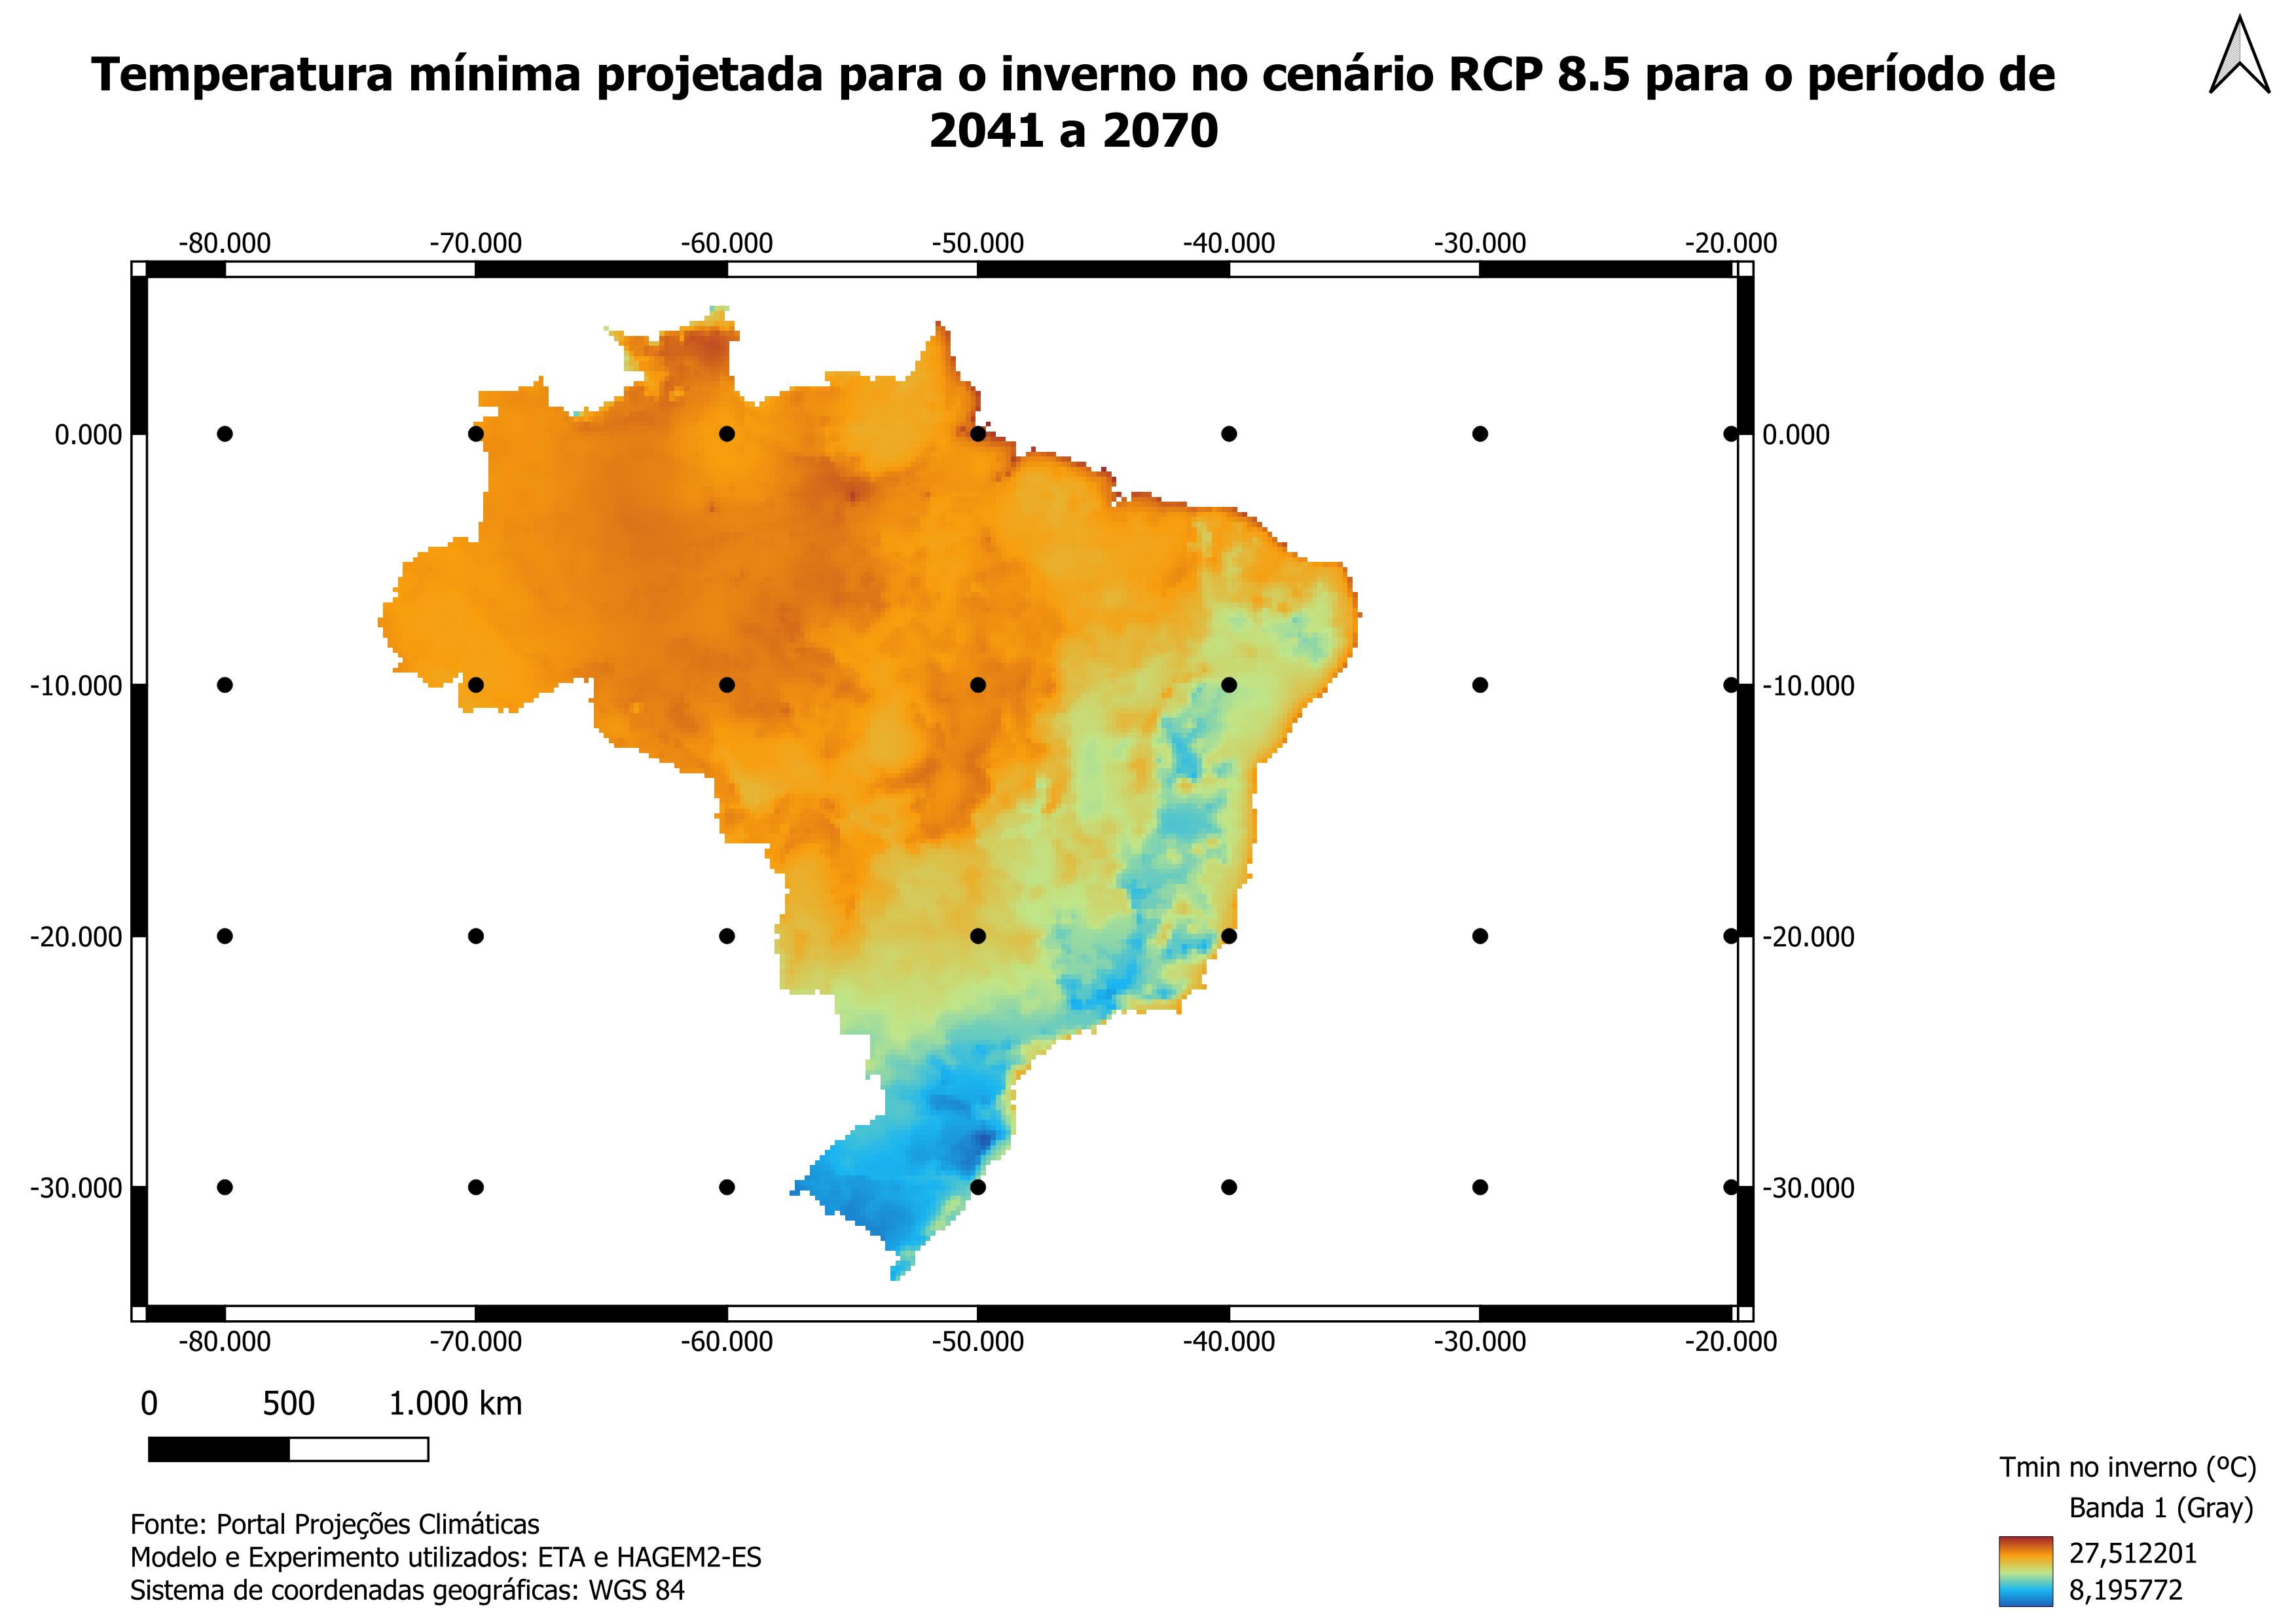 Temperatura mínima projetada para o inverno no cenário RCP 8.5 para o período de
2041 a 2070
-80.000 -70.000 -60.000 -50.000 -40.000 -30.000 -20.000
0.000 0.000
-10.000 -10.000
-20.000 -20.000
-30.000 -30.000
-80.000 -70.000 -60.000 -50.000 -40.000 -30.000 -20.000
0 500 1.000 km
Tmin no inverno (ºC)
Banda 1 (Gray)
27,512201
8,195772
Fonte: Portal Projeções Climáticas
Modelo e Experimento utilizados: ETA e HAGEM2-ES
Sistema de coordenadas geográficas: WGS 84